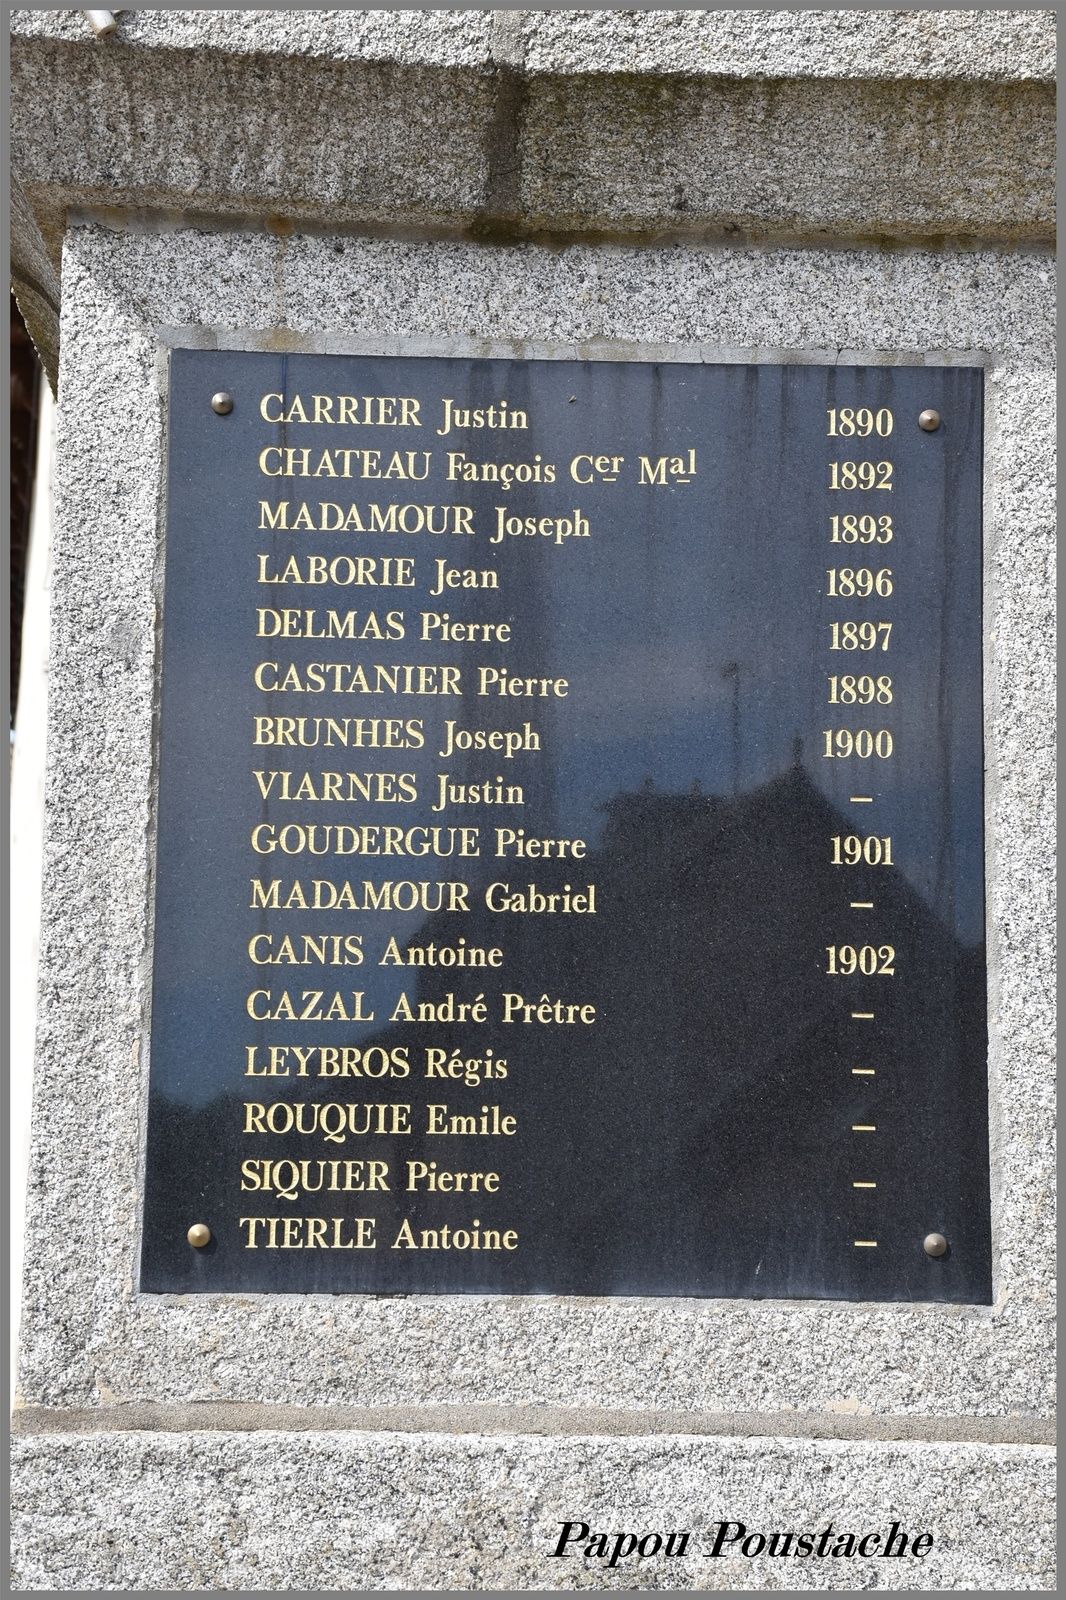 CARRIER Justin 1890
CHATEAU Fançois Cer Mal 1892
MADAMOUR Joseph 1893
LABORIE Jean 1896
DELMAS Pierre 1897
CASTANIER Pierre 1898
BRUNHES Joseph 1900
VIARNES Justin –
GOUDERGUE Pierre 1901
MADAMOUR Gabriel –
CANIS Antoine 1902
CAZAL André Prêtre –
LEYBROS Régis –
ROUQUIE Emile –
SIQUIER Pierre –
TIERLE Antoine –
Papou Poustache